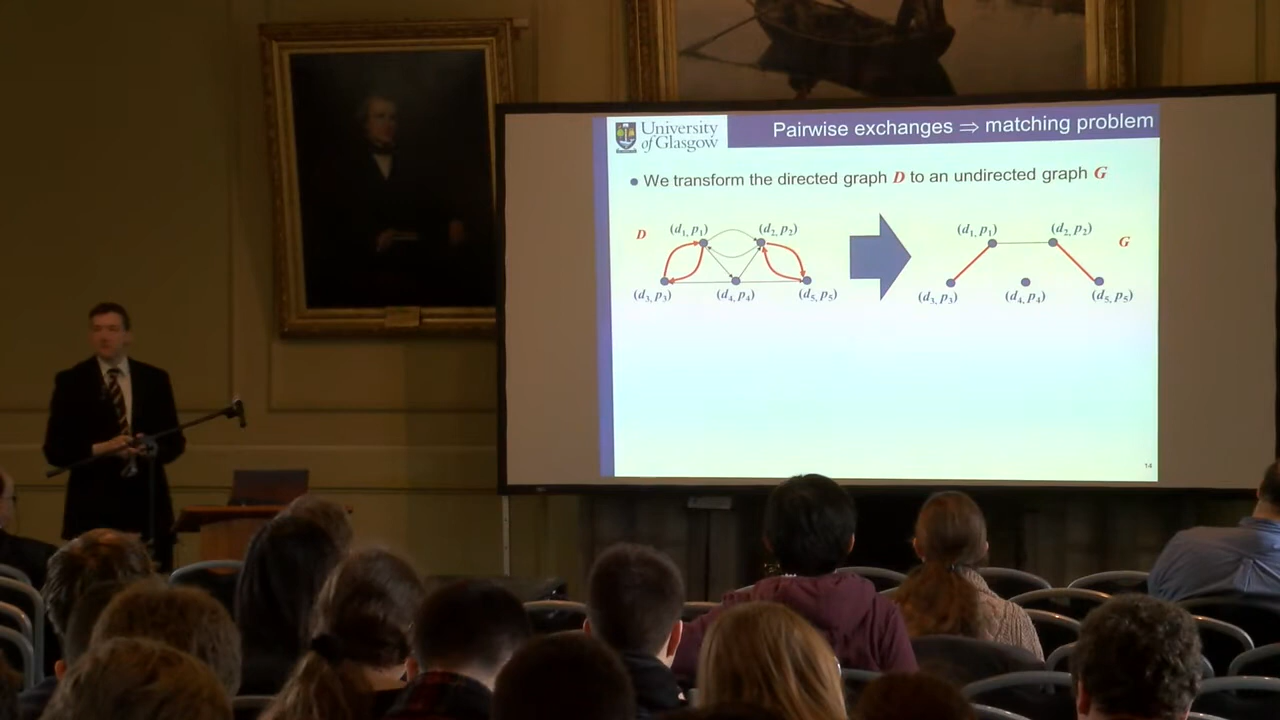 University
of Glasgow
Pairwise exchanges ⇒ matching problem
• We transform the directed graph D to an undirected graph G
D
(d₁, p₁)
(d₂, p₂)
(d₃, p₃)
(d₄, p₄)
(d₅, p₅)
(d₁, p₁)
(d₂, p₂)
G
(d₃, p₃)
(d₄, p₄)
(d₅, p₅)
14